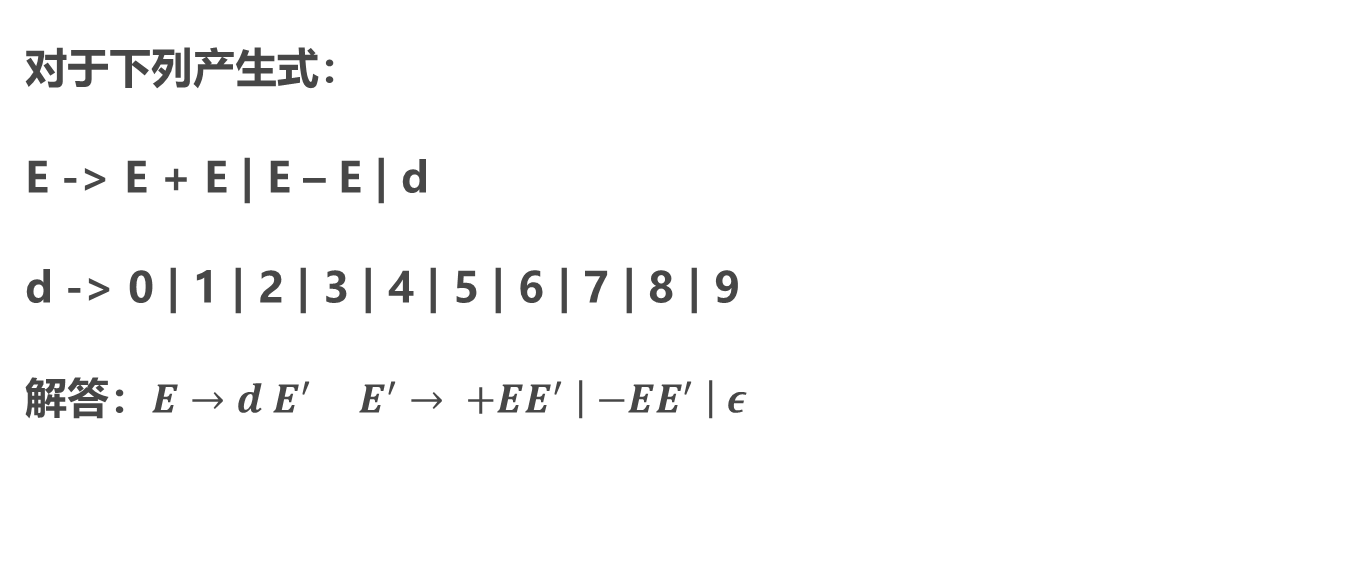 对于下列产生式：
E -> E + E | E – E | d
d -> 0 | 1 | 2 | 3 | 4 | 5 | 6 | 7 | 8 | 9
解答：E → d E′ E′ → +EE′ | −EE′ | ϵ